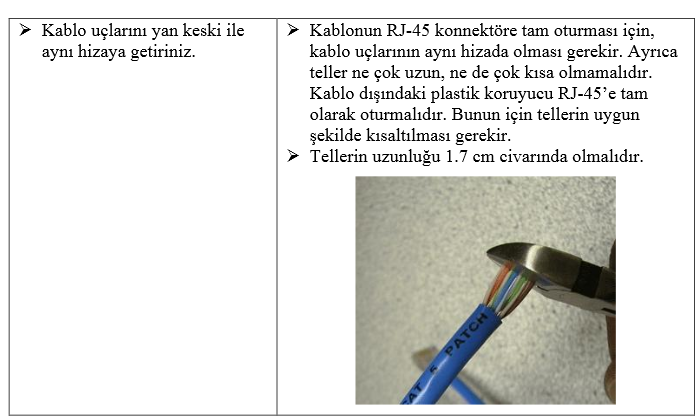 ➢ Kablo uçlarını yan keski ile
aynı hizaya getiriniz.
➢ Kablonun RJ-45 konnektöre tam oturması için,
kablo uçlarının aynı hizada olması gerekir. Ayrıca
teller ne çok uzun, ne de çok kısa olmamalıdır.
Kablo dışındaki plastik koruyucu RJ-45’e tam
olarak oturmalıdır. Bunun için tellerin uygun
şekilde kısaltılması gerekir.
➢ Tellerin uzunluğu 1.7 cm civarında olmalıdır.
AT 5 PATCH